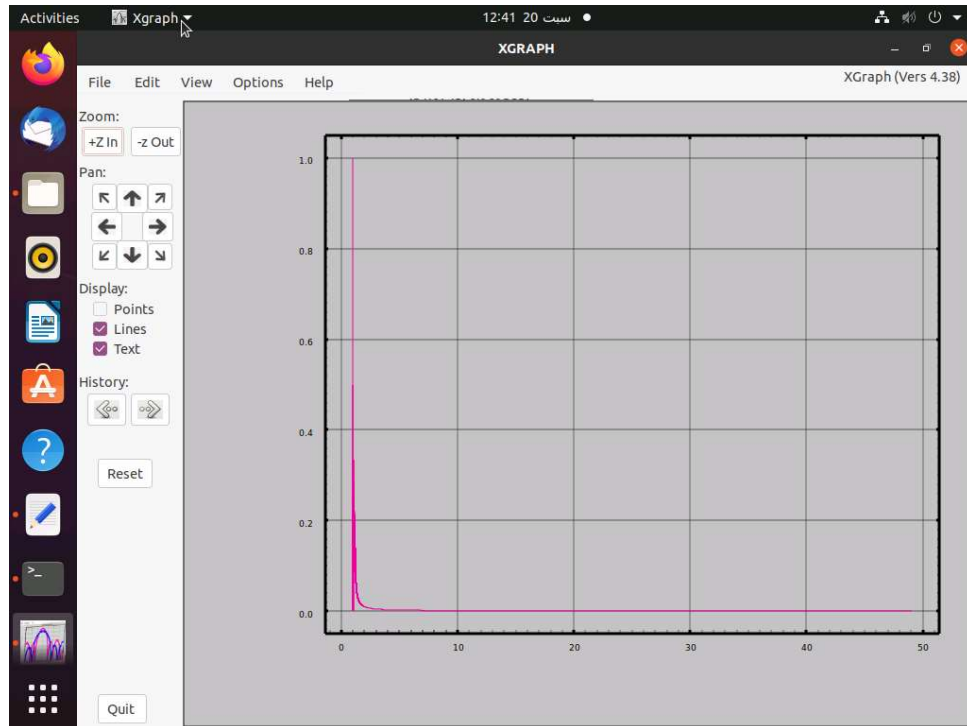 Activities Xgraph 12:41 20 سبت
XGRAPH
File Edit View Options Help XGraph (Vers 4.38)
Zoom:
+Z In -z Out
Pan:
Display:
Points
Lines
Text
History:
Reset
Quit
1.0
0.8
0.6
0.4
0.2
0.0
0 10 20 30 40 50